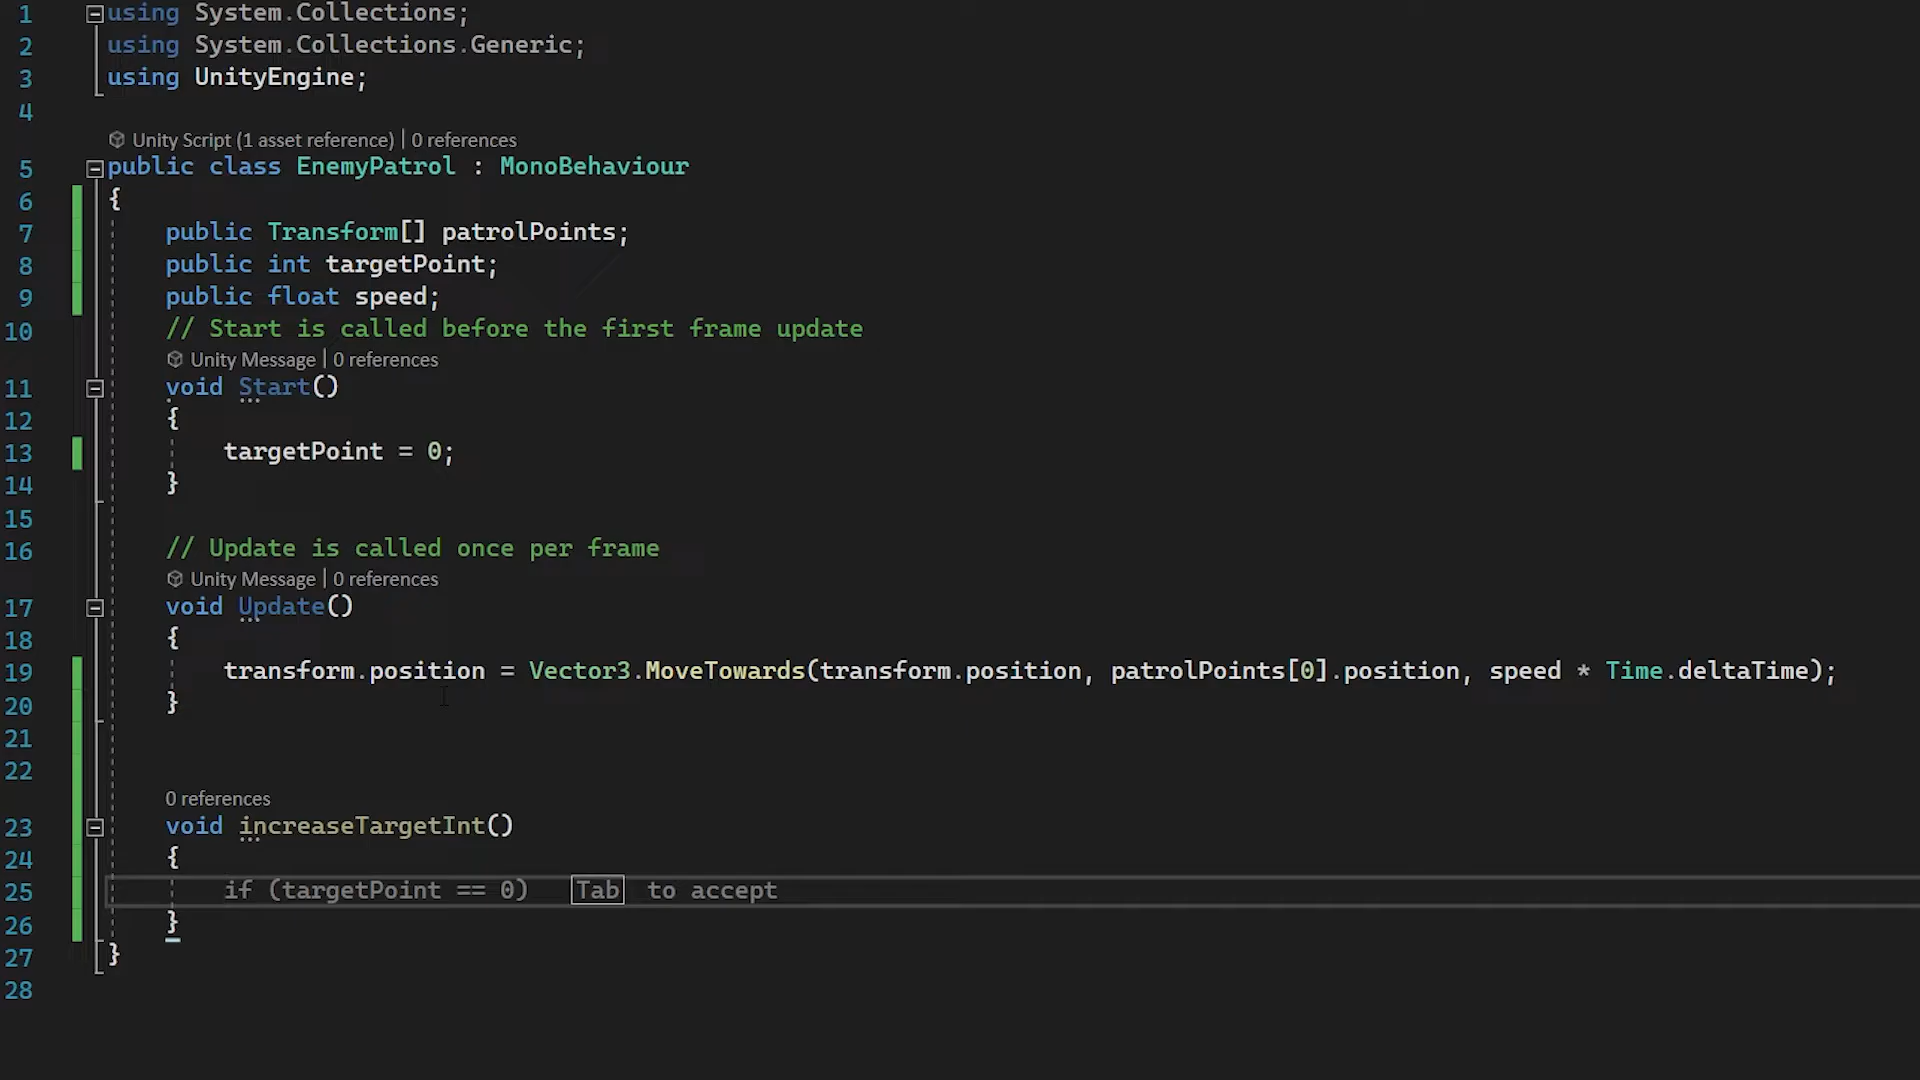 1 using System.Collections;
2 using System.Collections.Generic;
3 using UnityEngine;
4
Unity Script (1 asset reference) | 0 references
5 public class EnemyPatrol : MonoBehaviour
6 {
7 public Transform[] patrolPoints;
8 public int targetPoint;
9 public float speed;
10 // Start is called before the first frame update
Unity Message | 0 references
11 void Start()
12 {
13 targetPoint = 0;
14 }
15
16 // Update is called once per frame
Unity Message | 0 references
17 void Update()
18 {
19 transform.position = Vector3.MoveTowards(transform.position, patrolPoints[0].position, speed * Time.deltaTime);
20 }
21
22
0 references
23 void increaseTargetInt()
24 {
25 if (targetPoint == 0) Tab to accept
26 }
27 }
28